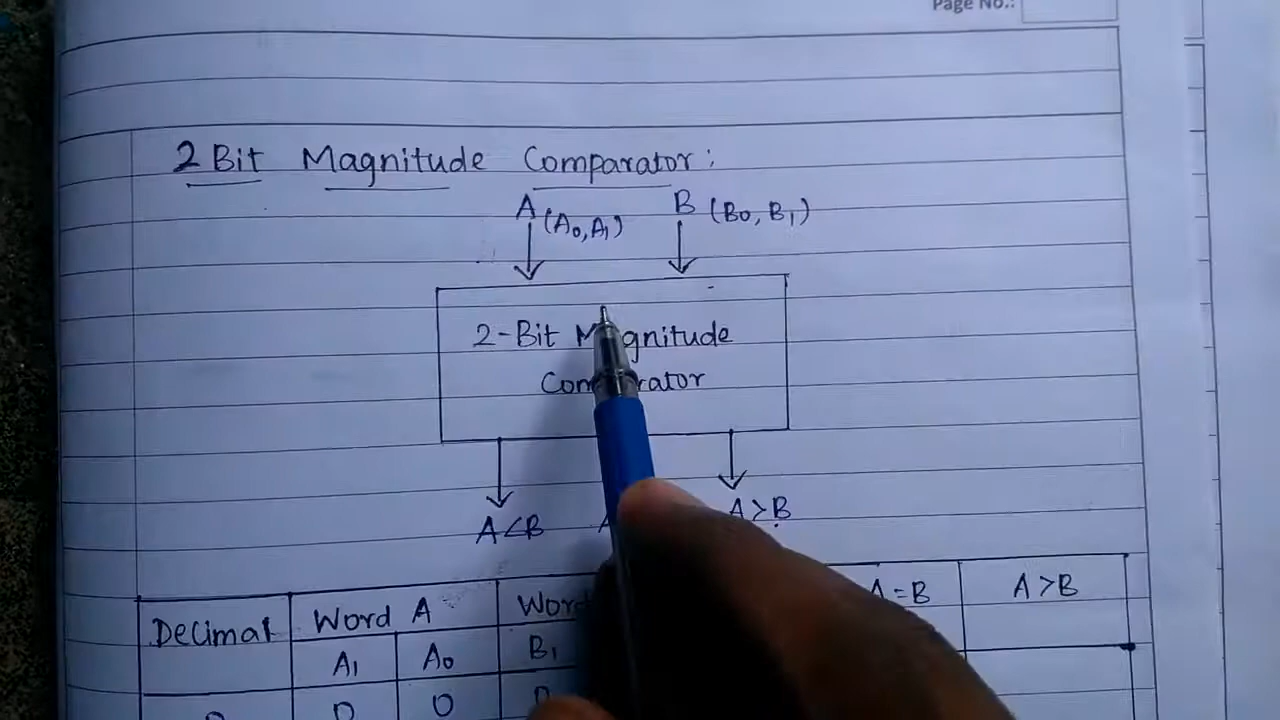 Page No.:
2 Bit Magnitude Comparator:
A (A0, A1) B (B0, B1)
2-Bit Magnitude
Comparator
A<B A>B
Decimal Word A A=B A>B
A1 A0 B1
0 0